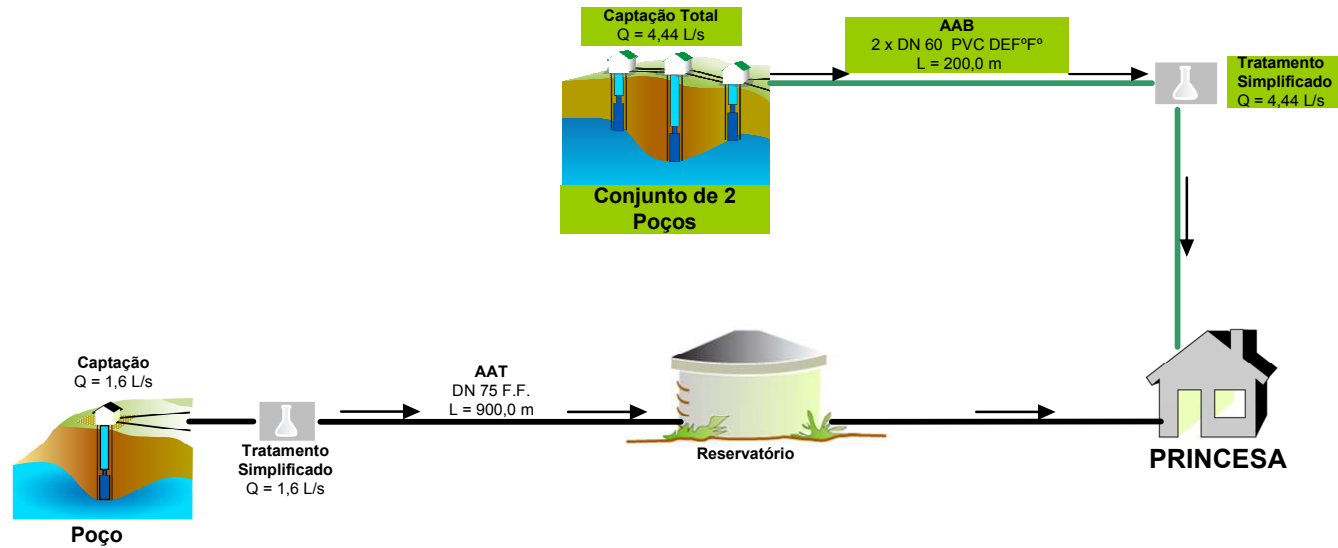 Captação Total
Q = 4,44 L/s
AAB
2 x DN 60 PVC DEFºFº
L = 200,0 m
Tratamento
Simplificado
Q = 4,44 L/s
Conjunto de 2
Poços
Captação
Q = 1,6 L/s
AAT
DN 75 F.F.
L = 900,0 m
Tratamento
Simplificado
Q = 1,6 L/s
Reservatório
PRINCESA
Poço